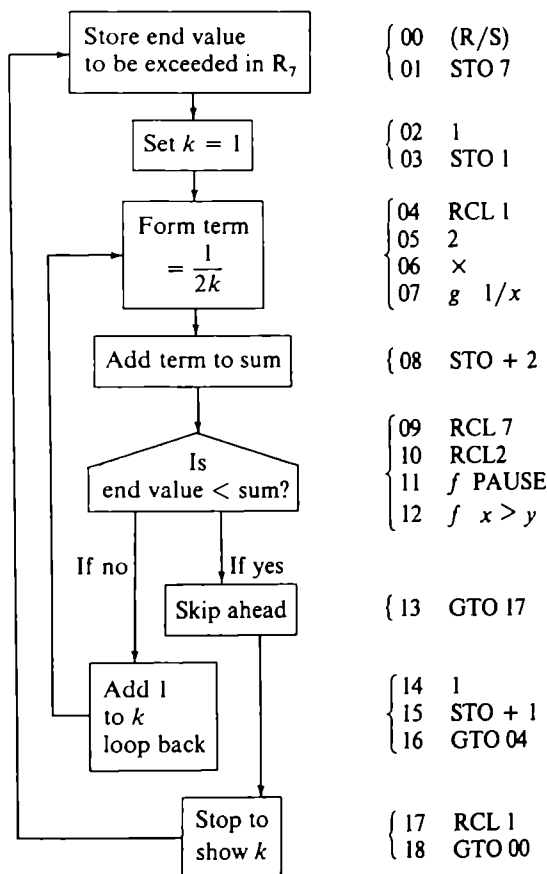 Store end value
to be exceeded in R₇
{ 00 (R/S)
01 STO 7
Set k = 1
{ 02 1
03 STO 1
Form term
= 1/2k
{ 04 RCL 1
05 2
06 ×
07 g 1/x
Add term to sum
{ 08 STO + 2
Is
end value < sum?
{ 09 RCL 7
10 RCL2
11 f PAUSE
12 f x > y
If no
If yes
Skip ahead
{ 13 GTO 17
Add 1
to k
loop back
{ 14 1
15 STO + 1
16 GTO 04
Stop to
show k
{ 17 RCL 1
18 GTO 00